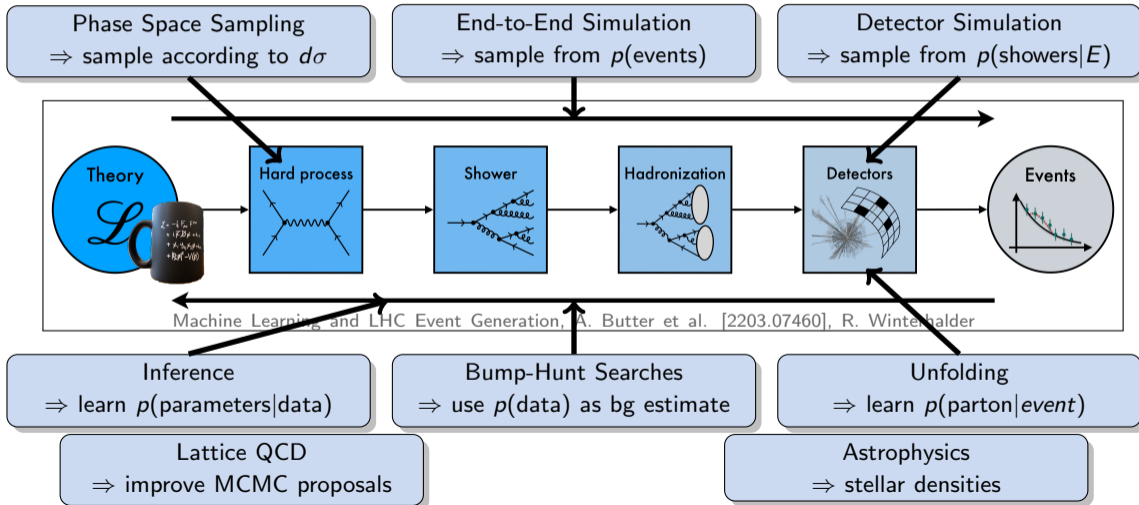 Phase Space Sampling
⇒ sample according to dσ
End-to-End Simulation
⇒ sample from p(events)
Detector Simulation
⇒ sample from p(showers|E)
Theory
ℒ
Hard process
Shower
Hadronization
Detectors
Events
Machine Learning and LHC Event Generation, A. Butter et al. [2203.07460], R. Winterhalder
Inference
⇒ learn p(parameters|data)
Bump-Hunt Searches
⇒ use p(data) as bg estimate
Unfolding
⇒ learn p(parton|event)
Lattice QCD
⇒ improve MCMC proposals
Astrophysics
⇒ stellar densities